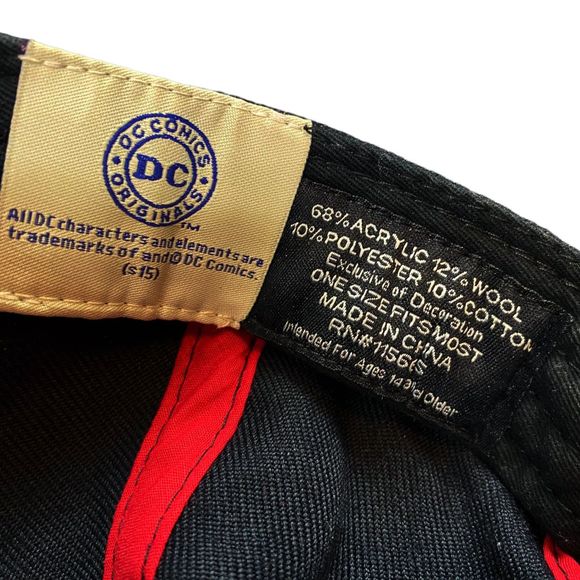 DC COMICS
DC
ORIGINALS
™
All DC characters and elements are
trademarks of and © DC Comics.
(s15)
68% ACRYLIC 12% WOOL
10% POLYESTER 10% COTTON
Exclusive of Decoration
ONE SIZE FITS MOST
MADE IN CHINA
Intended For Ages 14 and Older